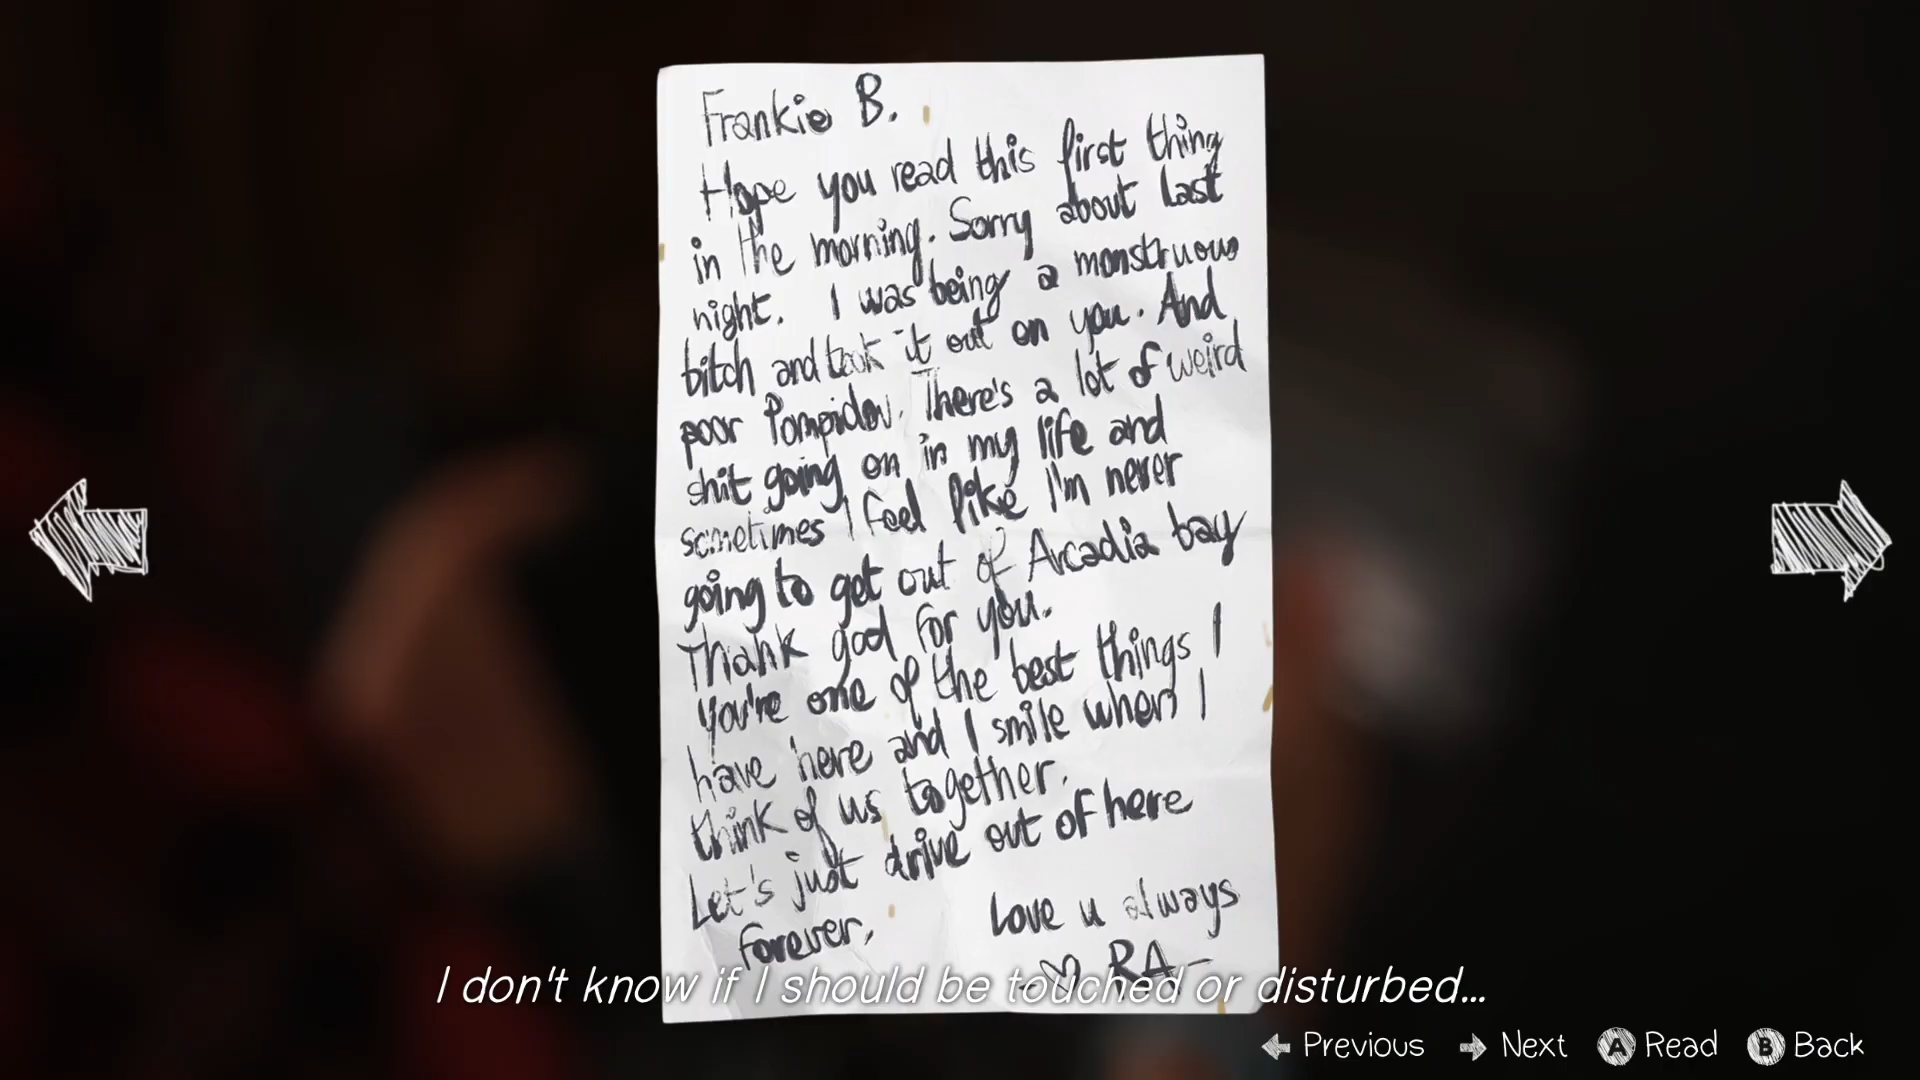 Frankie B.
Hope you read this first thing
in the morning. Sorry about last
night. I was being a monstruous
bitch and took it out on you. And
poor Pompidou. There's a lot of weird
shit going on in my life and
sometimes I feel like I'm never
going to get out of Arcadia bay
Thank god for you.
You're one of the best things I
have here and I smile when I
think of us together.
Let's just drive out of here
forever.
Love u always
-♡ RA-
I don't know if I should be touched or disturbed...
Previous Next A Read B Back